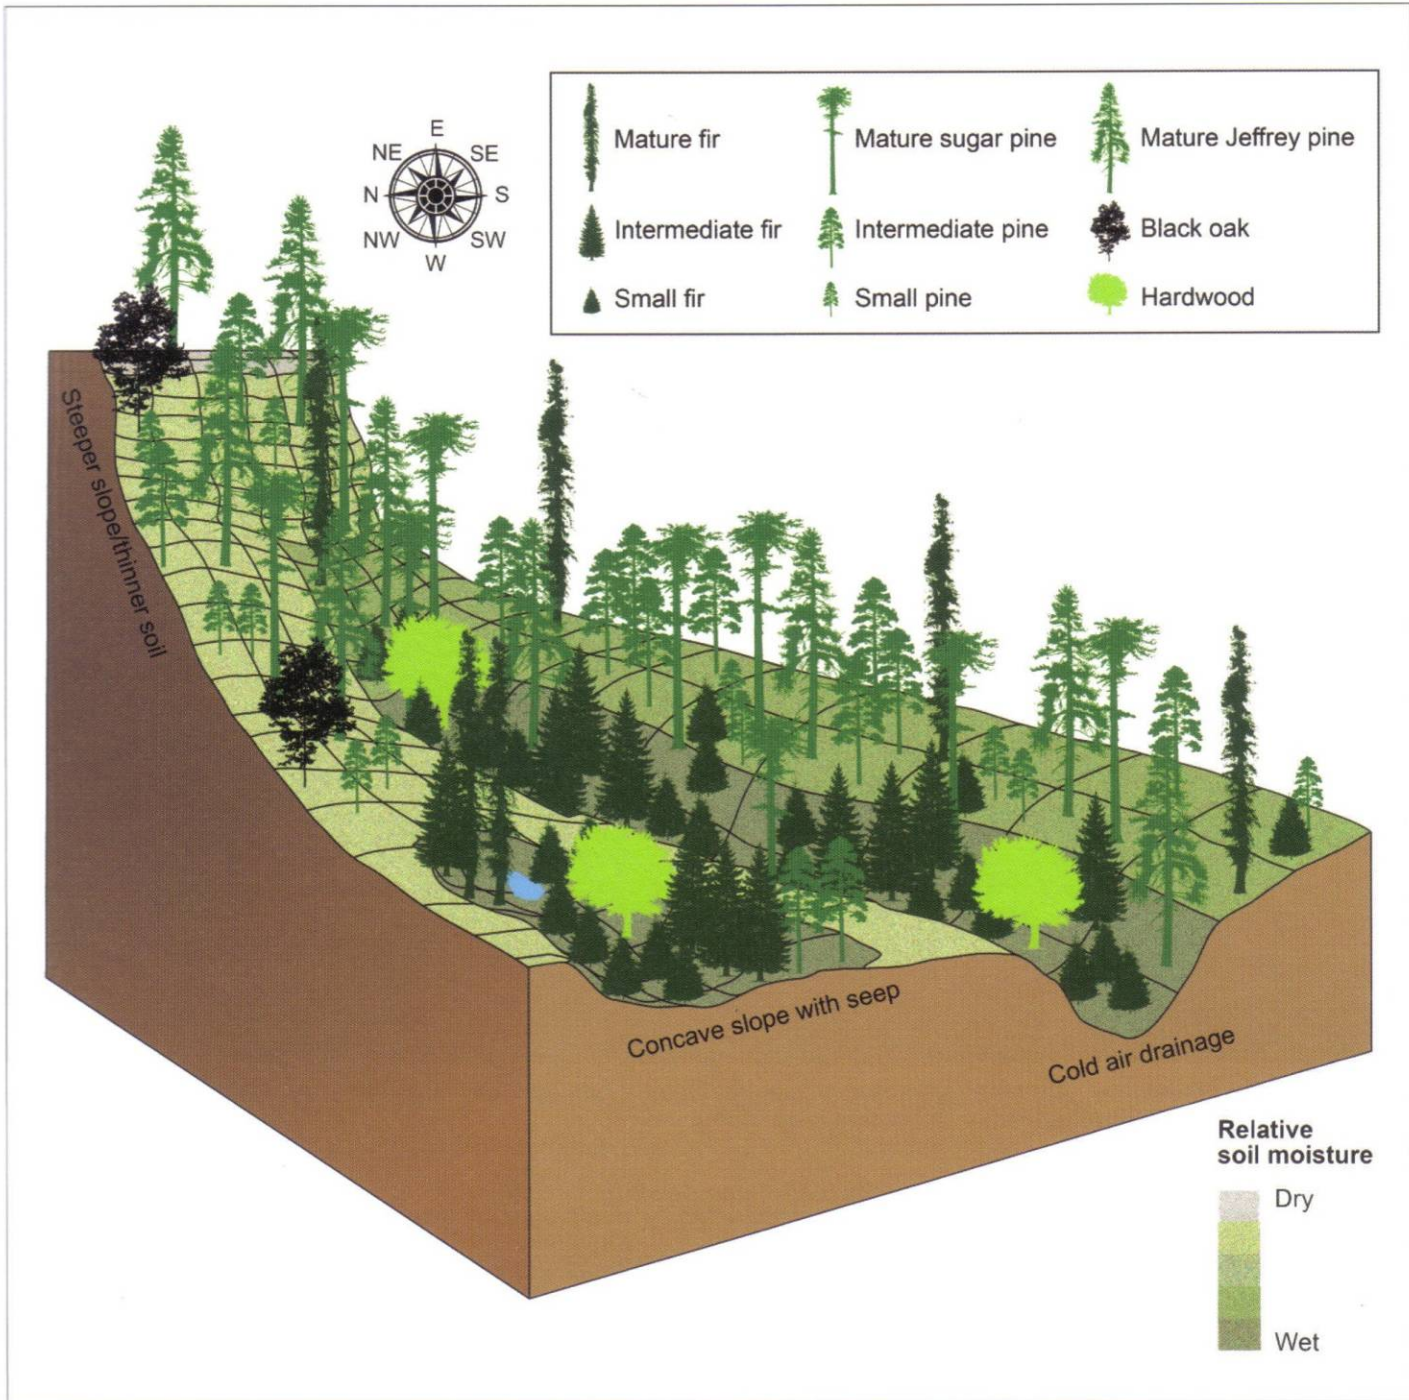 E
NE SE
N S
NW SW
W
Mature fir
Mature sugar pine
Mature Jeffrey pine
Intermediate fir
Intermediate pine
Black oak
Small fir
Small pine
Hardwood
Steeper slope/thinner soil
Concave slope with seep
Cold air drainage
Relative
soil moisture
Dry
Wet